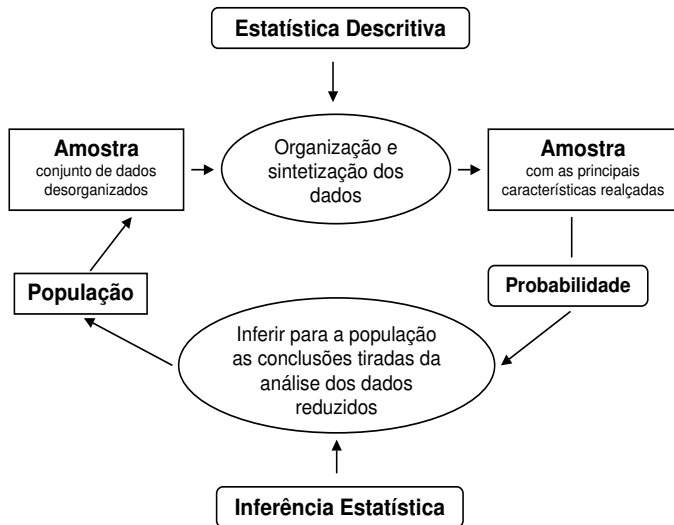 Estatística Descritiva
Amostra
conjunto de dados
desorganizados
Organização e
sintetização dos
dados
Amostra
com as principais
características realçadas
População
Probabilidade
Inferir para a população
as conclusões tiradas da
análise dos dados
reduzidos
Inferência Estatística